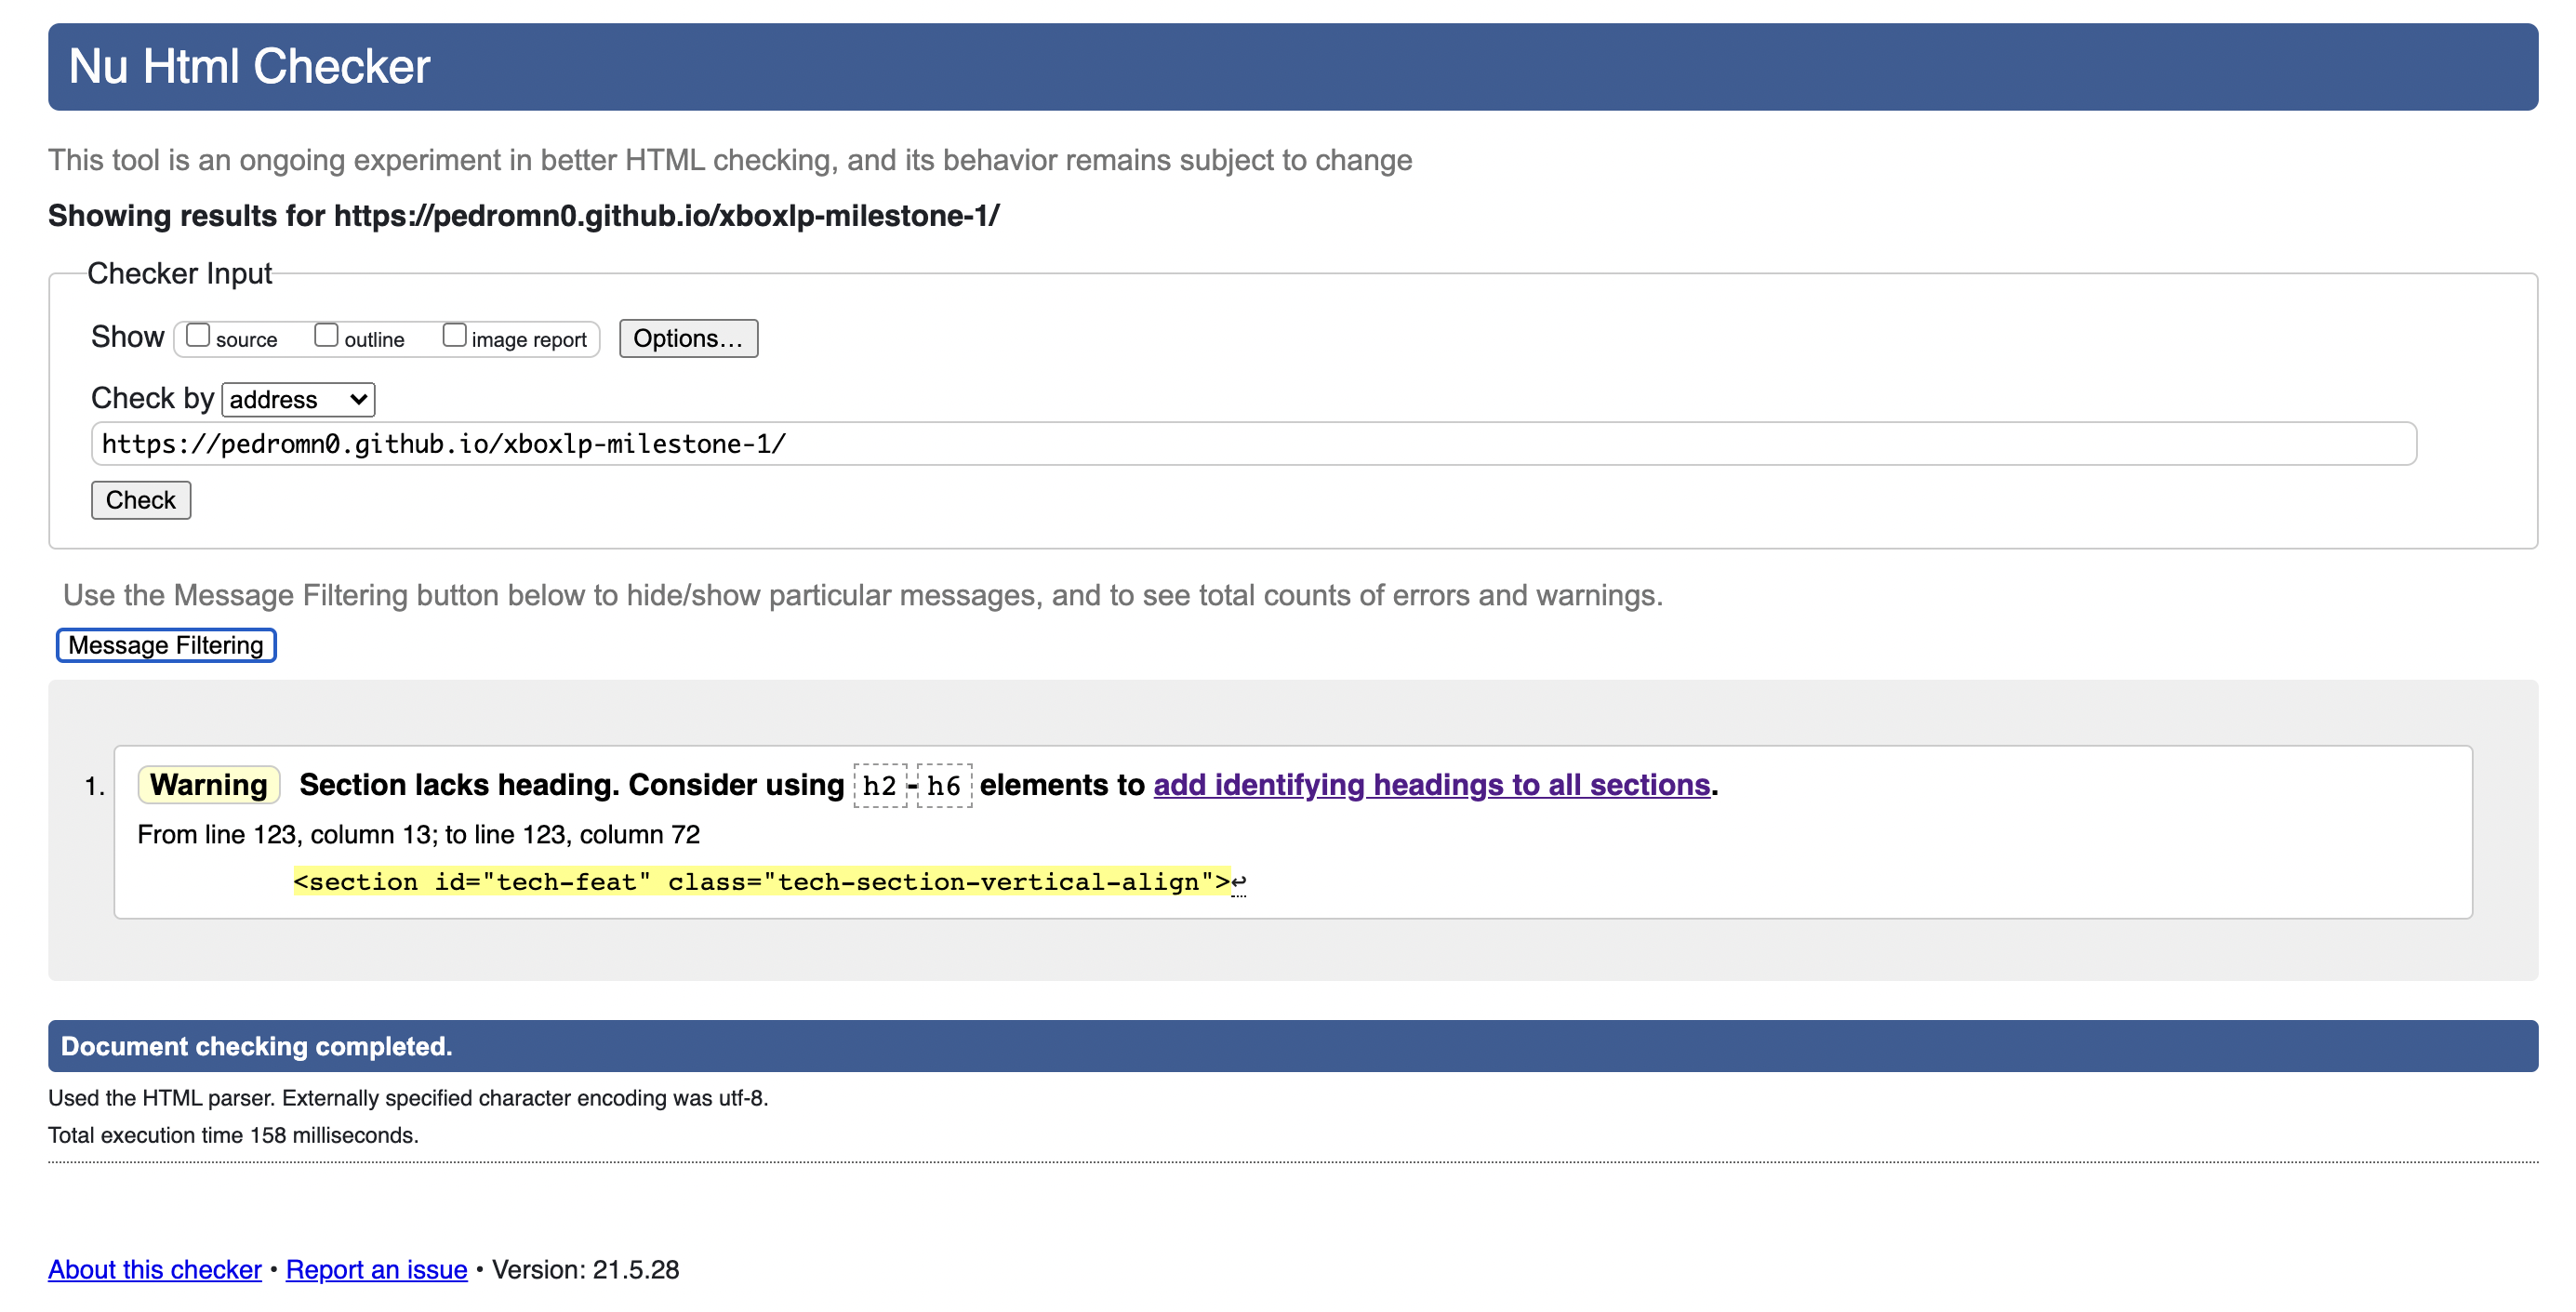 Nu Html Checker
This tool is an ongoing experiment in better HTML checking, and its behavior remains subject to change
Showing results for https://pedromn0.github.io/xboxlp-milestone-1/
Checker Input
Show source outline image report Options...
Check by address
https://pedromn0.github.io/xboxlp-milestone-1/
Check
Use the Message Filtering button below to hide/show particular messages, and to see total counts of errors and warnings.
Message Filtering
1. Warning Section lacks heading. Consider using h2-h6 elements to add identifying headings to all sections.
From line 123, column 13; to line 123, column 72
<section id="tech-feat" class="tech-section-vertical-align">↩
Document checking completed.
Used the HTML parser. Externally specified character encoding was utf-8.
Total execution time 158 milliseconds.
About this checker • Report an issue • Version: 21.5.28